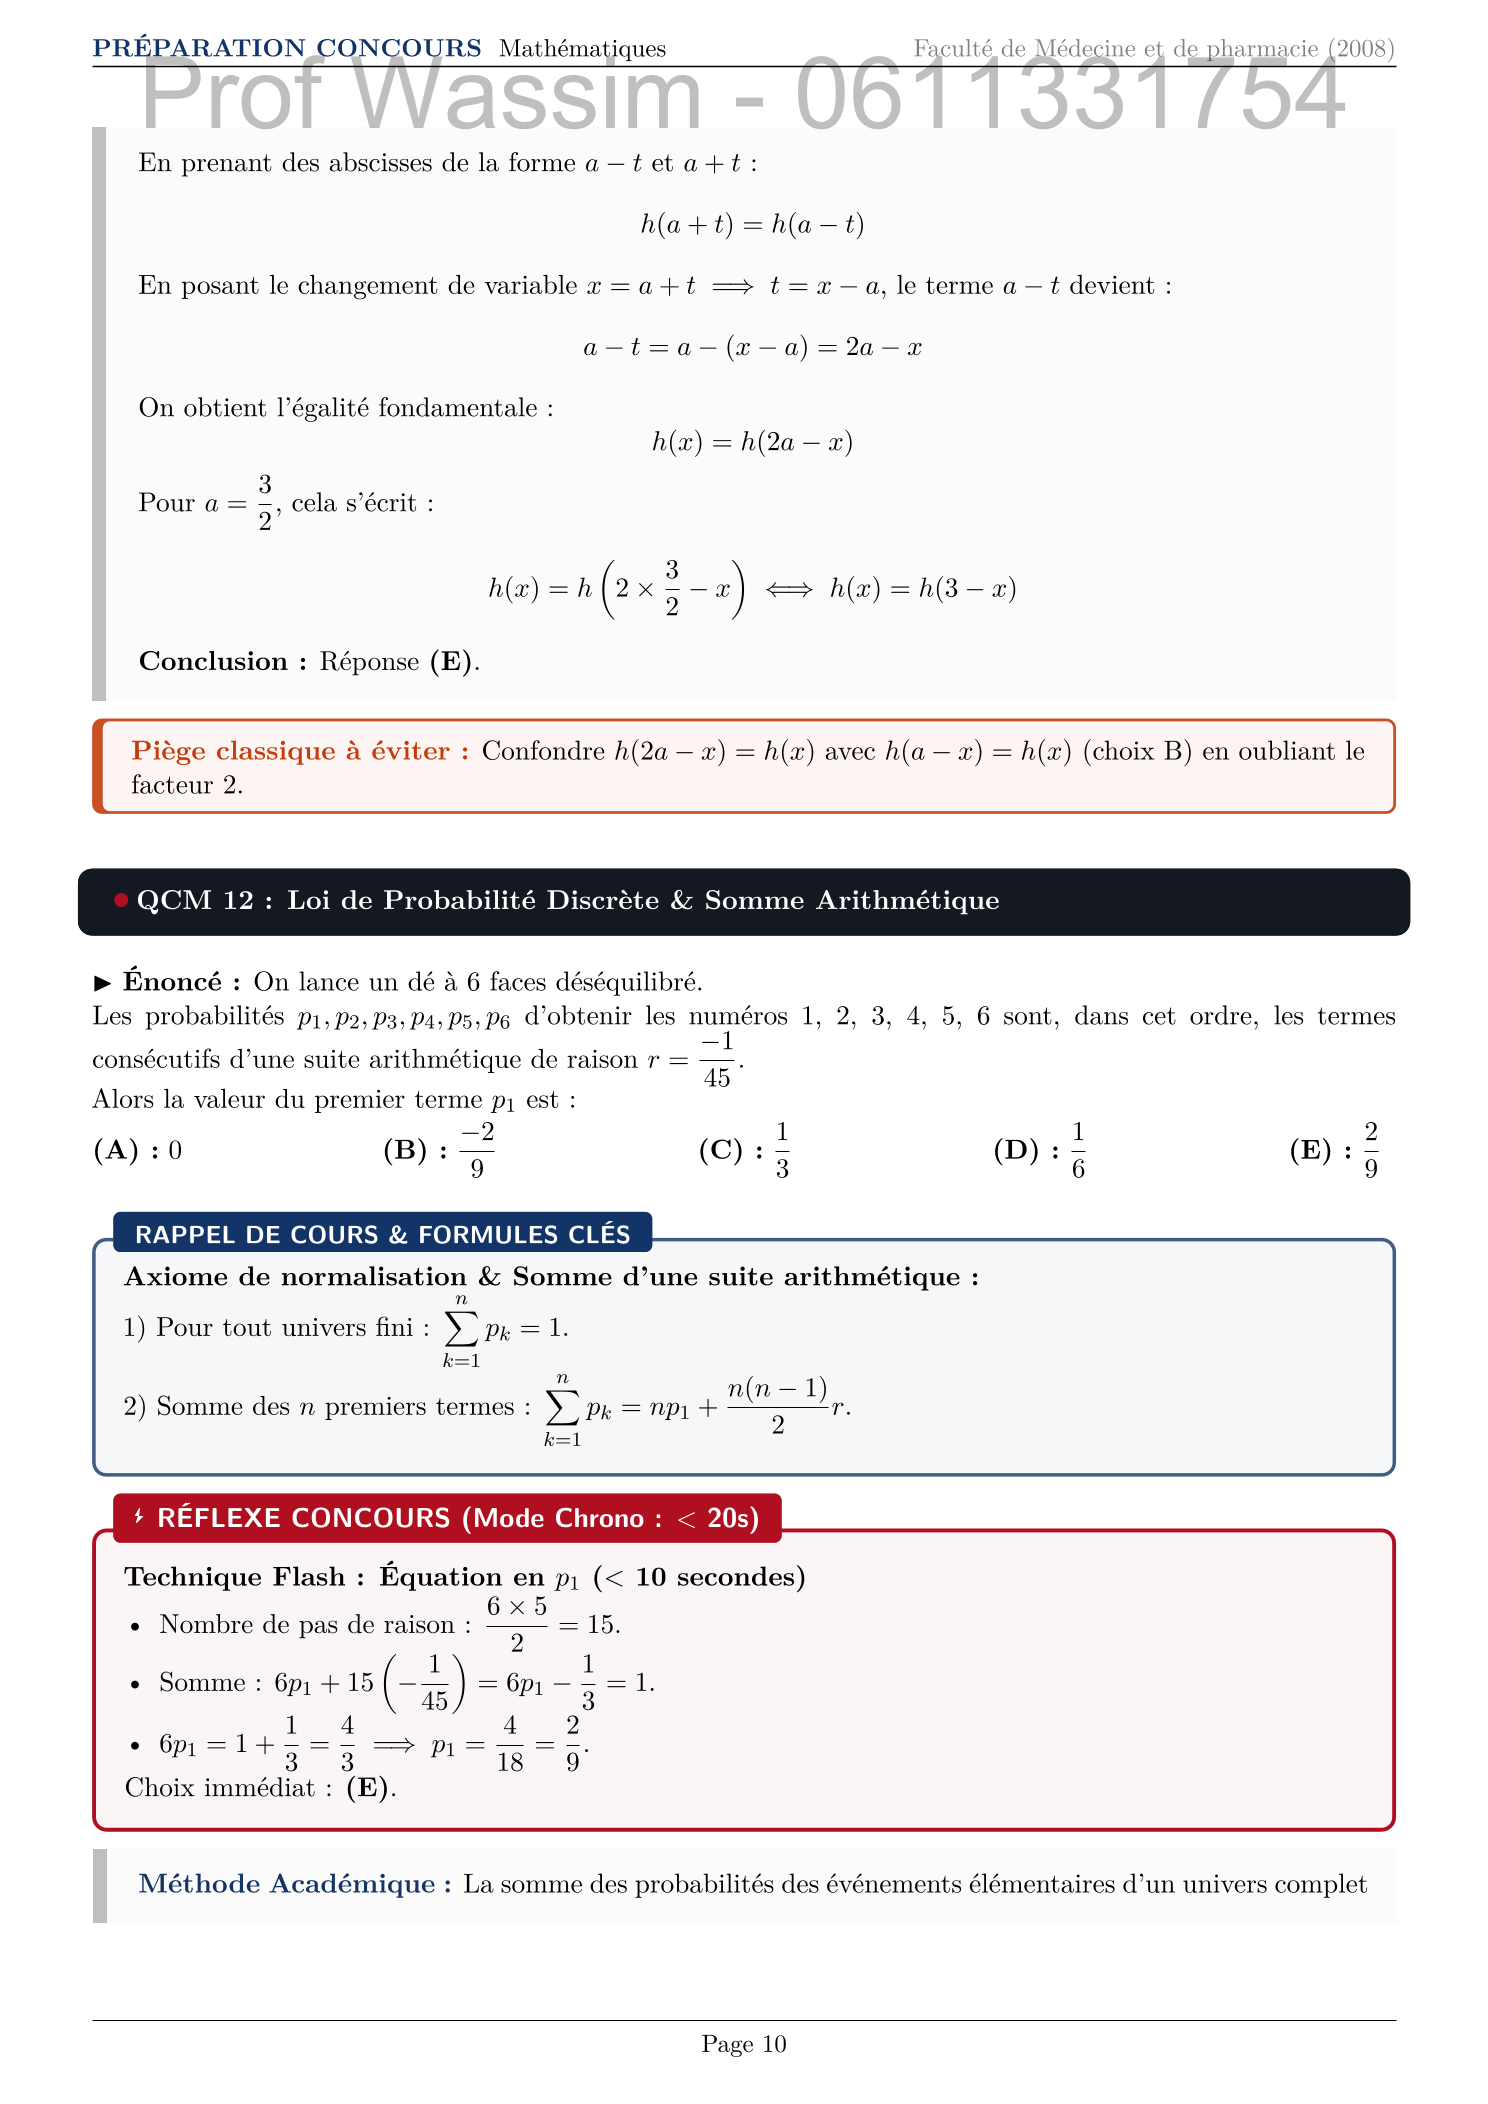 PRÉPARATION CONCOURS Mathématiques Faculté de Médecine et de pharmacie (2008)
Prof Wassim - 0611331754
En prenant des abscisses de la forme a − t et a + t :
h(a + t) = h(a − t)
En posant le changement de variable x = a + t ⟹ t = x − a, le terme a − t devient :
a − t = a − (x − a) = 2a − x
On obtient l'égalité fondamentale :
h(x) = h(2a − x)
Pour a = 3/2, cela s'écrit :
h(x) = h(2 × 3/2 − x) ⟺ h(x) = h(3 − x)
Conclusion : Réponse (E).
Piège classique à éviter : Confondre h(2a − x) = h(x) avec h(a − x) = h(x) (choix B) en oubliant le
facteur 2.
• QCM 12 : Loi de Probabilité Discrète & Somme Arithmétique
▶ Énoncé : On lance un dé à 6 faces déséquilibré.
Les probabilités p₁, p₂, p₃, p₄, p₅, p₆ d'obtenir les numéros 1, 2, 3, 4, 5, 6 sont, dans cet ordre, les termes
consécutifs d'une suite arithmétique de raison r = −1/45.
Alors la valeur du premier terme p₁ est :
(A) : 0 (B) : −2/9 (C) : 1/3 (D) : 1/6 (E) : 2/9
RAPPEL DE COURS & FORMULES CLÉS
Axiome de normalisation & Somme d'une suite arithmétique :
1) Pour tout univers fini : ∑_{k=1}^{n} pₖ = 1.
2) Somme des n premiers termes : ∑_{k=1}^{n} pₖ = np₁ + n(n − 1)/2 r.
RÉFLEXE CONCOURS (Mode Chrono : < 20s)
Technique Flash : Équation en p₁ (< 10 secondes)
• Nombre de pas de raison : 6 × 5/2 = 15.
• Somme : 6p₁ + 15(−1/45) = 6p₁ − 1/3 = 1.
• 6p₁ = 1 + 1/3 = 4/3 ⟹ p₁ = 4/18 = 2/9.
Choix immédiat : (E).
Méthode Académique : La somme des probabilités des événements élémentaires d'un univers complet
Page 10